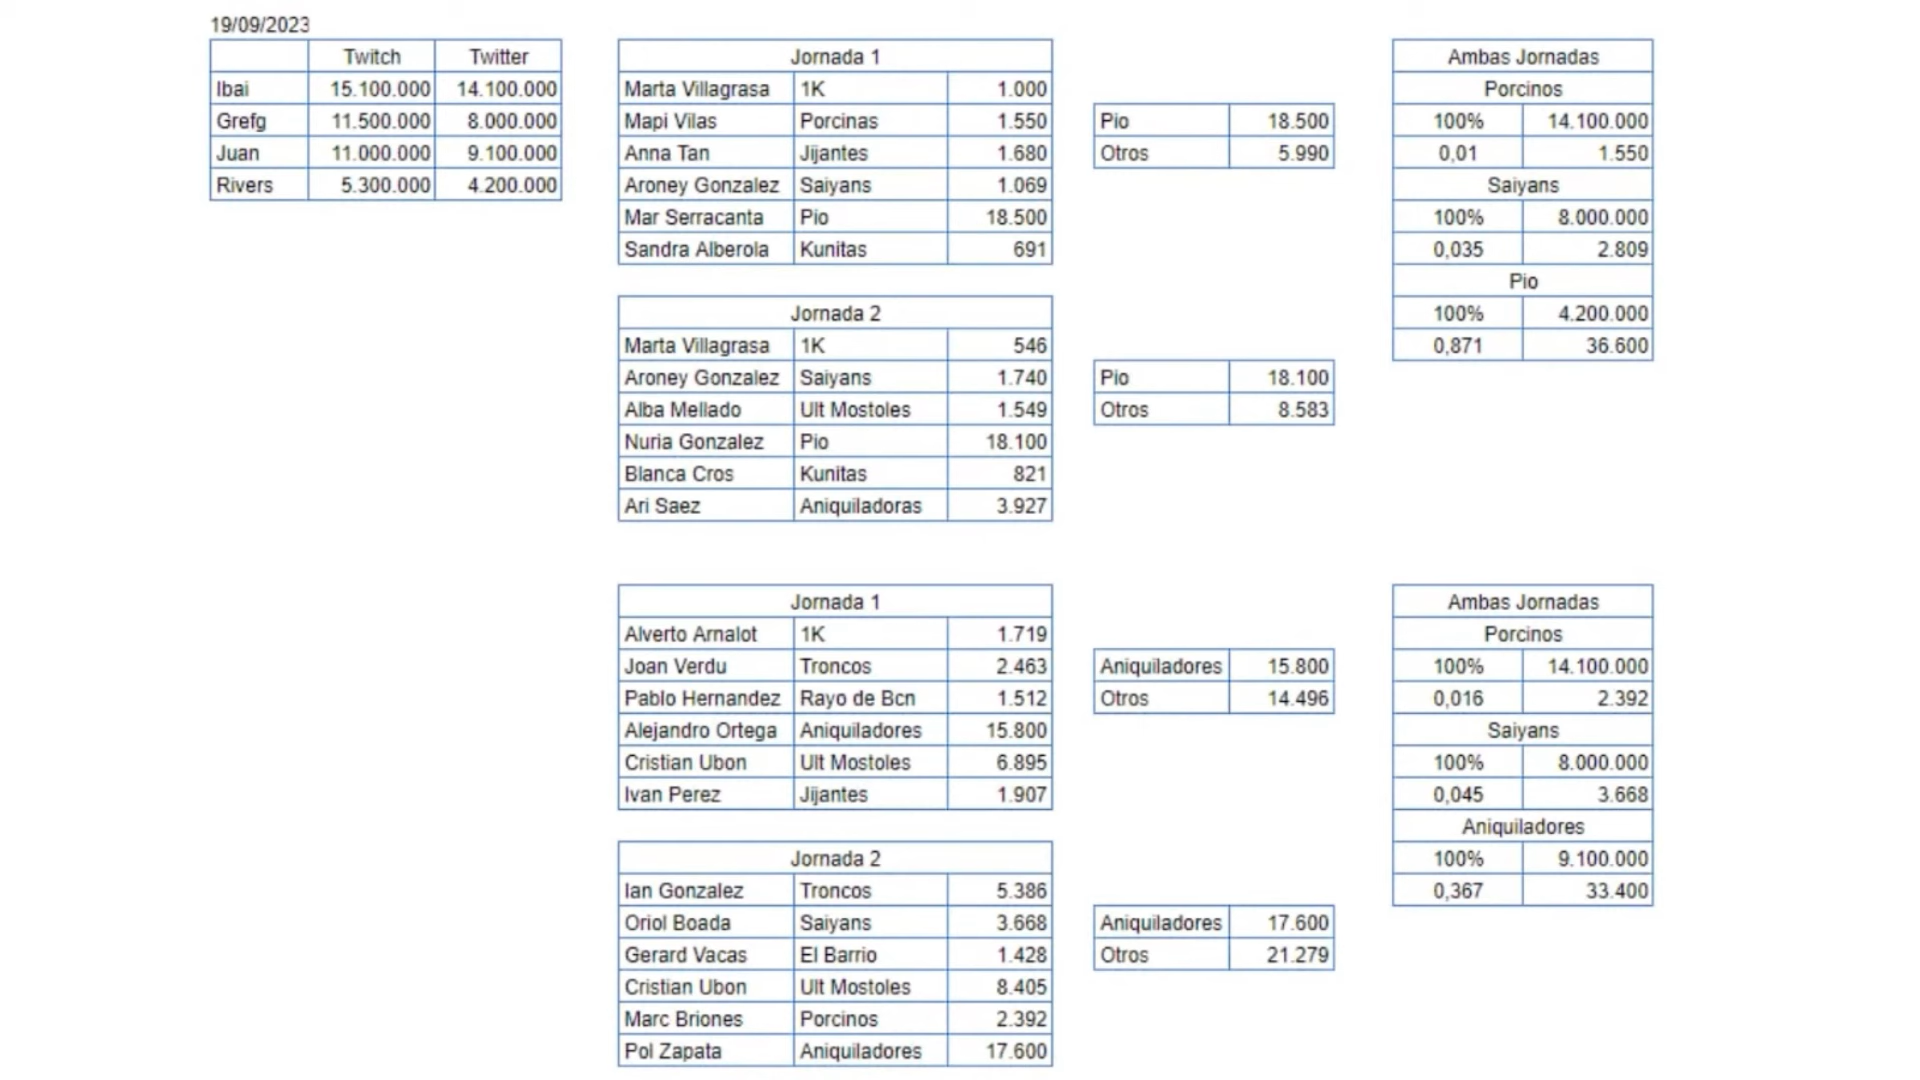 19/09/2023
Twitch Twitter
Ibai 15.100.000 14.100.000
Grefg 11.500.000 8.000.000
Juan 11.000.000 9.100.000
Rivers 5.300.000 4.200.000
Jornada 1
Marta Villagrasa 1K 1.000
Mapi Vilas Porcinas 1.550
Anna Tan Jijantes 1.680
Aroney Gonzalez Saiyans 1.069
Mar Serracanta Pio 18.500
Sandra Alberola Kunitas 691
Pio 18.500
Otros 5.990
Ambas Jornadas
Porcinos
100% 14.100.000
0,01 1.550
Saiyans
100% 8.000.000
0,035 2.809
Pio
100% 4.200.000
0,871 36.600
Jornada 2
Marta Villagrasa 1K 546
Aroney Gonzalez Saiyans 1.740
Alba Mellado Ult Mostoles 1.549
Nuria Gonzalez Pio 18.100
Blanca Cros Kunitas 821
Ari Saez Aniquiladoras 3.927
Pio 18.100
Otros 8.583
Jornada 1
Alverto Arnalot 1K 1.719
Joan Verdu Troncos 2.463
Pablo Hernandez Rayo de Bcn 1.512
Alejandro Ortega Aniquiladores 15.800
Cristian Ubon Ult Mostoles 6.895
Ivan Perez Jijantes 1.907
Aniquiladores 15.800
Otros 14.496
Ambas Jornadas
Porcinos
100% 14.100.000
0,016 2.392
Saiyans
100% 8.000.000
0,045 3.668
Aniquiladores
100% 9.100.000
0,367 33.400
Jornada 2
Ian Gonzalez Troncos 5.386
Oriol Boada Saiyans 3.668
Gerard Vacas El Barrio 1.428
Cristian Ubon Ult Mostoles 8.405
Marc Briones Porcinos 2.392
Pol Zapata Aniquiladores 17.600
Aniquiladores 17.600
Otros 21.279